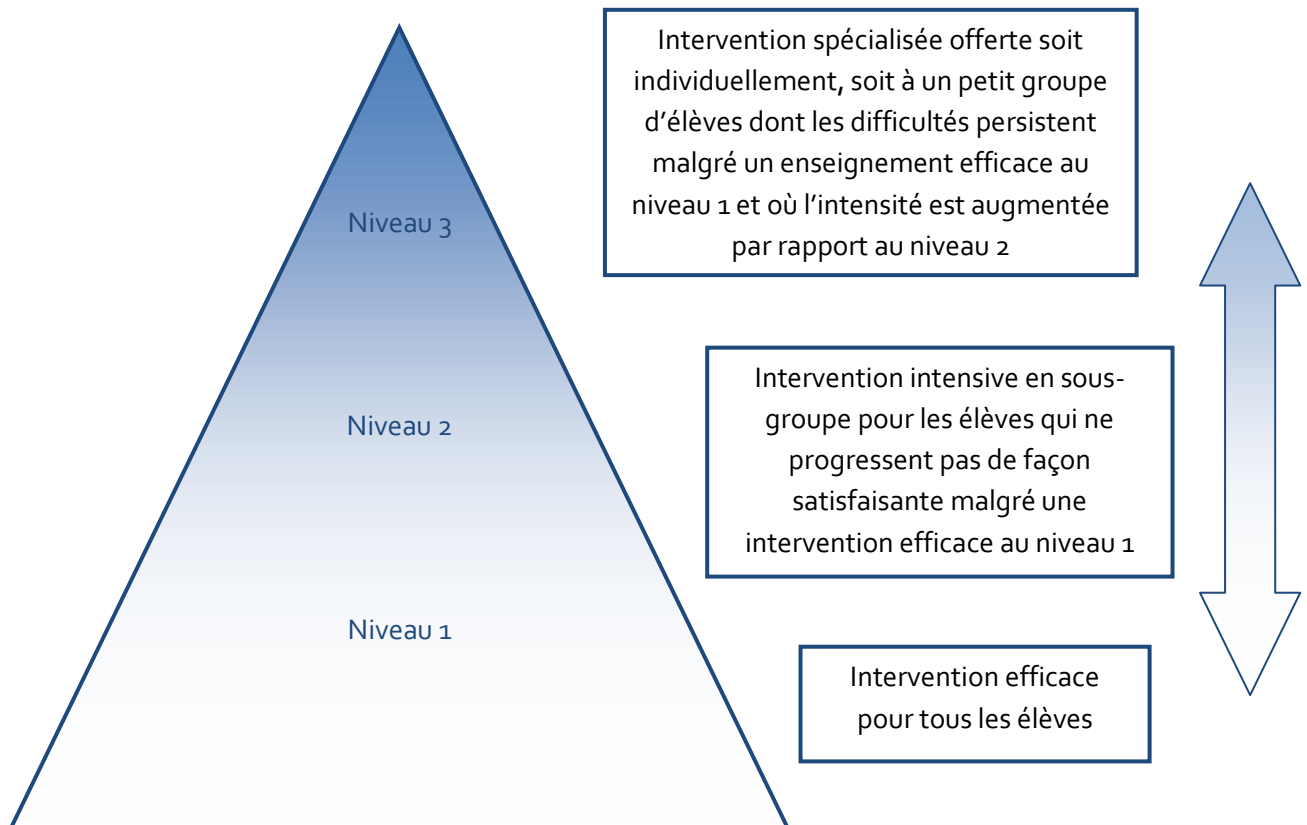 Intervention spécialisée offerte soit
individuellement, soit à un petit groupe
d'élèves dont les difficultés persistent
malgré un enseignement efficace au
niveau 1 et où l'intensité est augmentée
par rapport au niveau 2
Niveau 3
Intervention intensive en sous-
groupe pour les élèves qui ne
progressent pas de façon
satisfaisante malgré une
intervention efficace au niveau 1
Niveau 2
Niveau 1
Intervention efficace
pour tous les élèves